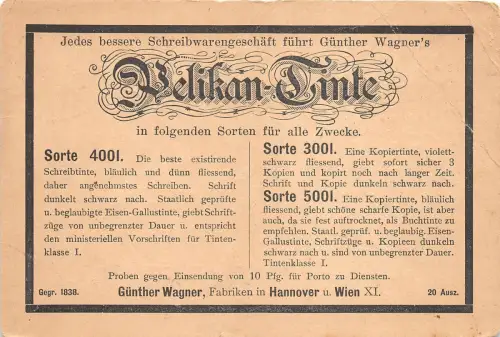 Jedes bessere Schreibwarengeschäft führt Günther Wagner's
Pelikan-Tinte
in folgenden Sorten für alle Zwecke.
Sorte 4001. Die beste existirende
Schreibtinte, bläulich und dünn fliessend,
daher angenehmstes Schreiben. Schrift
dunkelt schwarz nach. Staatlich geprüfte
u. beglaubigte Eisen-Gallustinte, giebt Schrift-
züge von unbegrenzter Dauer u. entspricht
den ministeriellen Vorschriften für Tinten-
klasse I.
Sorte 3001. Eine Kopiertinte, violett-
schwarz fliessend, giebt sofort sicher 3
Kopien und kopirt noch nach langer Zeit.
Schrift und Kopie dunkeln schwarz nach.
Sorte 5001. Eine Kopiertinte, bläulich
fliessend, giebt schöne scharfe Kopie, ist aber
auch, da sie fest auftrocknet, als Buchtinte zu
empfehlen. Staatl. geprüf. u. beglaubig. Eisen-
Gallustinte, Schriftzüge u. Kopieen dunkeln
schwarz nach u. sind von unbegrenzter Dauer.
Tintenklasse I.
Proben gegen Einsendung von 10 Pfg. für Porto zu Diensten.
Gegr. 1838. Günther Wagner, Fabriken in Hannover u. Wien XI. 20 Ausz.